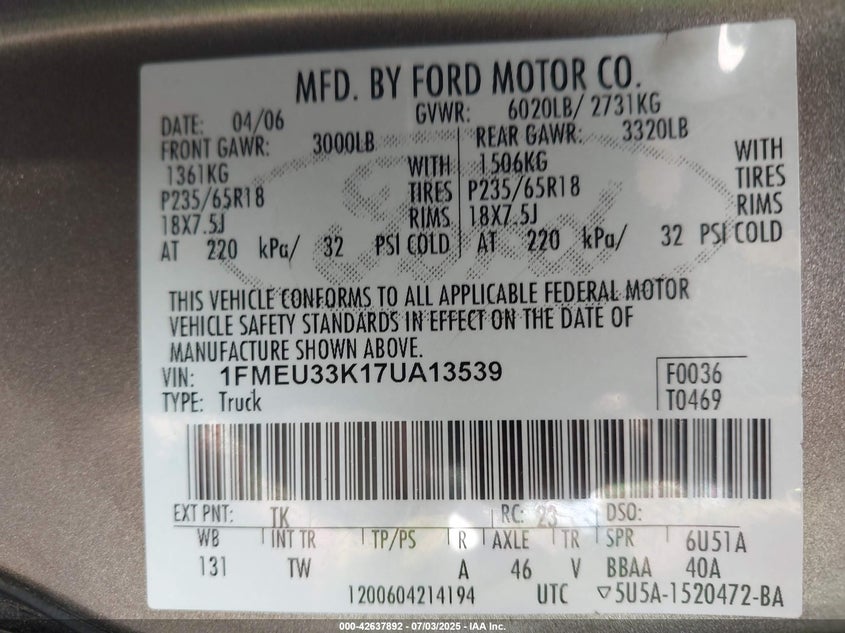 MFD. BY FORD MOTOR CO.
DATE: 04/06 GVWR: 6020LB/ 2731KG
FRONT GAWR: 3000LB REAR GAWR: 3320LB
1361KG WITH 1506KG WITH
P235/65R18 TIRES P235/65R18 TIRES
18X7.5J RIMS 18X7.5J RIMS
AT 220 kPa/ 32 PSI COLD AT 220 kPa/ 32 PSI COLD
THIS VEHICLE CONFORMS TO ALL APPLICABLE FEDERAL MOTOR
VEHICLE SAFETY STANDARDS IN EFFECT ON THE DATE OF
MANUFACTURE SHOWN ABOVE.
VIN: 1FMEU33K17UA13539 F0036
TYPE: Truck T0469
EXT PNT: TK RC: 23 DSO:
WB INT TR TP/PS R AXLE TR SPR 6U51A
131 TW A 46 V BBAA 40A
1200604214194 UTC ▽5U5A-1520472-BA
000-42637892 - 07/03/2025 - IAA Inc.